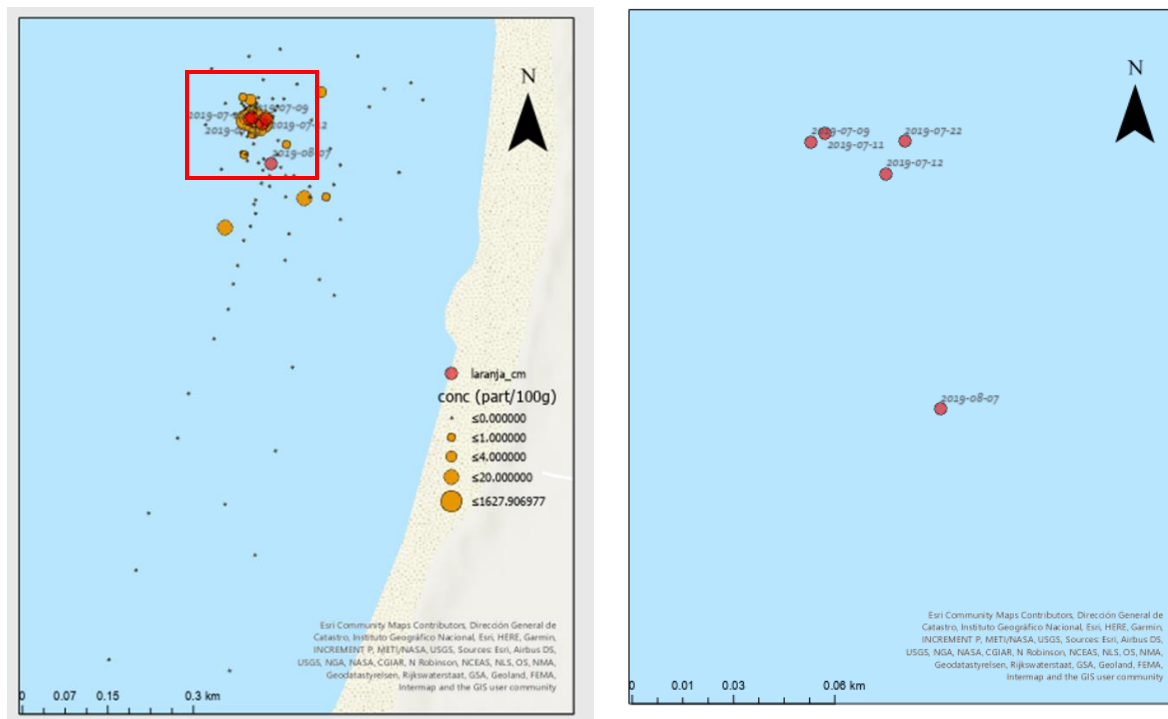 N
2019-07-09
2019-07-12
2019-08-07
laranja_cm
conc (part/100g)
≤0.000000
≤1.000000
≤4.000000
≤20.000000
≤1627.906977
Esri Community Maps Contributors, Dirección General de
Catastro, Instituto Geográfico Nacional, Esri, HERE, Garmin,
INCREMENT P, METI/NASA, USGS, Sources: Esri, Airbus DS,
USGS, NGA, NASA, CGIAR, N Robinson, NCEAS, NLS, OS, NMA,
Geodatastyrelsen, Rijkswaterstaat, GSA, Geoland, FEMA,
Intermap and the GIS user community
0 0.07 0.15 0.3 km
N
2019-07-09
2019-07-22
2019-07-11
2019-07-12
2019-08-07
Esri Community Maps Contributors, Dirección General de
Catastro, Instituto Geográfico Nacional, Esri, HERE, Garmin,
INCREMENT P, METI/NASA, USGS, Sources: Esri, Airbus DS,
USGS, NGA, NASA, CGIAR, N Robinson, NCEAS, NLS, OS, NMA,
Geodatastyrelsen, Rijkswaterstaat, GSA, Geoland, FEMA,
Intermap and the GIS user community
0 0.01 0.03 0.06 km